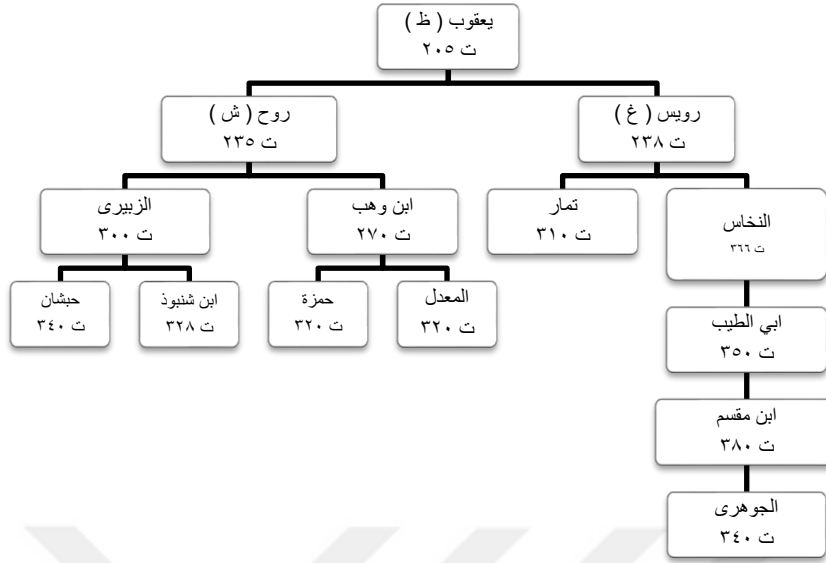 يعقوب ( ظ )
ت ٢٠٥
رويس ( غ )
ت ٢٣٨
روح ( ش )
ت ٢٣٥
النخاس
ت ٣٦٦
تمار
ت ٣١٠
ابن وهب
ت ٢٧٠
الزبيرى
ت ٣٠٠
ابي الطيب
ت ٣٥٠
المعدل
ت ٣٢٠
حمزة
ت ٣٢٠
ابن شنبوذ
ت ٣٢٨
حبشان
ت ٣٤٠
ابن مقسم
ت ٣٨٠
الجوهرى
ت ٣٤٠